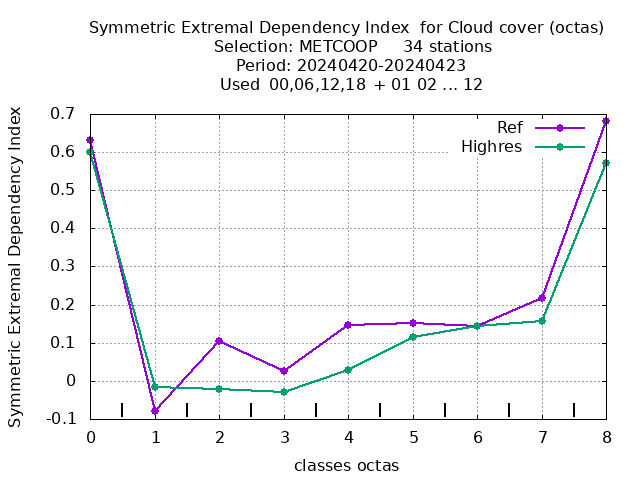 Symmetric Extremal Dependency Index  for Cloud cover (octas)
Selection: METCOOP     34 stations
Period: 20240420-20240423
Used  00,06,12,18  + 01 02 ... 12
Symmetric Extremal Dependency Index
0.7
0.6
0.5
0.4
0.3
0.2
0.1
0
-0.1
Ref
Highres
0 1 2 3 4 5 6 7 8
classes octas